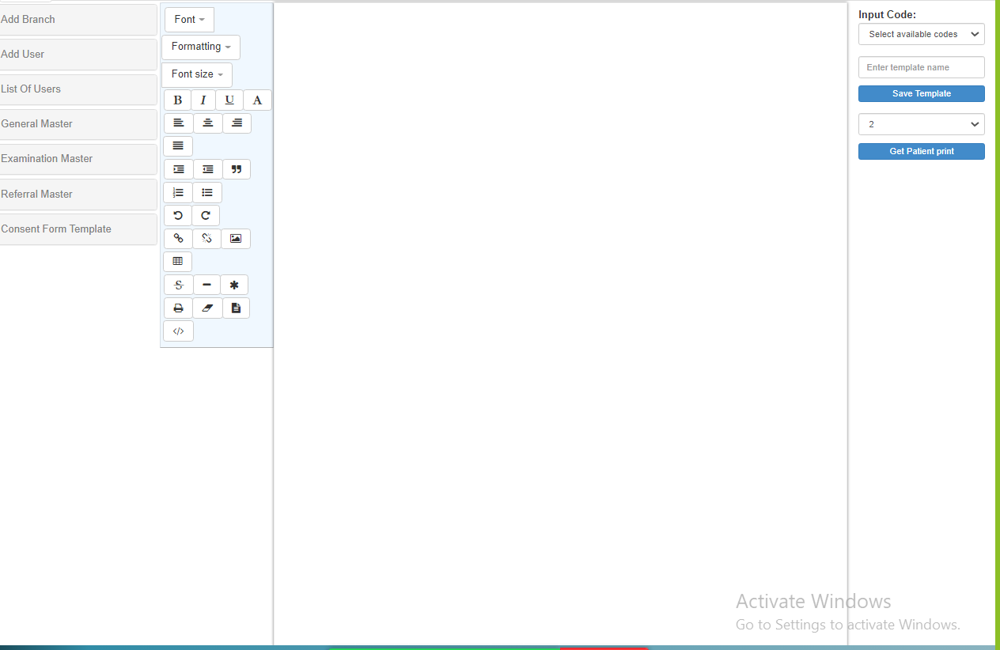 Add Branch
Add User
List Of Users
General Master
Examination Master
Referral Master
Consent Form Template
Font
Formatting
Font size
B I U A
S
</>
Input Code:
Select available codes
Enter template name
Save Template
2
Get Patient print
Activate Windows
Go to Settings to activate Windows.